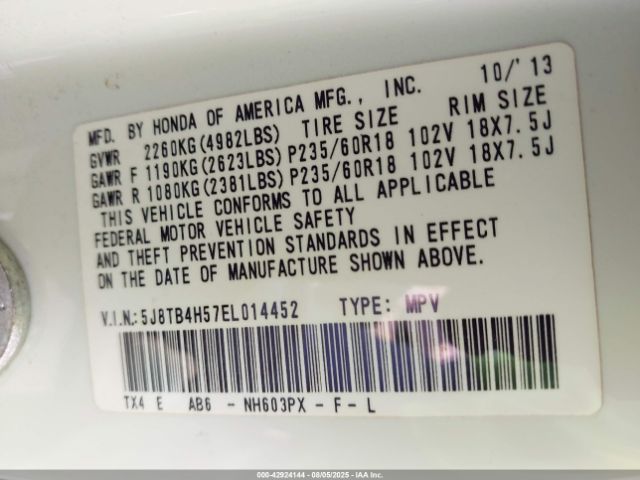 MFD. BY HONDA OF AMERICA MFG., INC. 10/'13
GVWR 2260KG(4982LBS) TIRE SIZE RIM SIZE
GAWR F 1190KG(2623LBS) P235/60R18 102V 18X7.5J
GAWR R 1080KG(2381LBS) P235/60R18 102V 18X7.5J
THIS VEHICLE CONFORMS TO ALL APPLICABLE
FEDERAL MOTOR VEHICLE SAFETY
AND THEFT PREVENTION STANDARDS IN EFFECT
ON THE DATE OF MANUFACTURE SHOWN ABOVE.
V.I.N.: 5J8TB4H57EL014452 TYPE: MPV
TX4 E AB6 - NH603PX - F - L
000-42924144 - 08/05/2025 - Copyright - IAA, Inc.